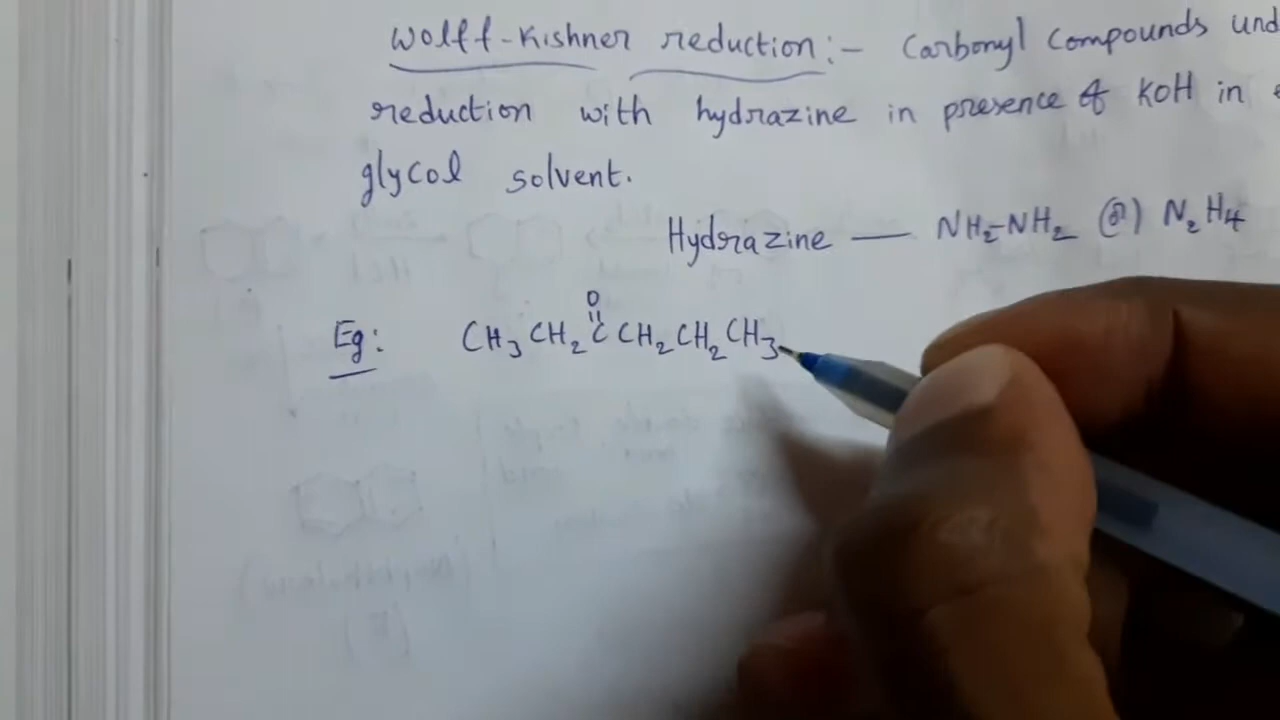 Wolff-Kishner reduction:- Carbonyl compounds und
reduction with hydrazine in presence of KOH in
glycol solvent.
Hydrazine — NH2-NH2 (or) N2H4
O
Eg: CH3CH2CCH2CH2CH3